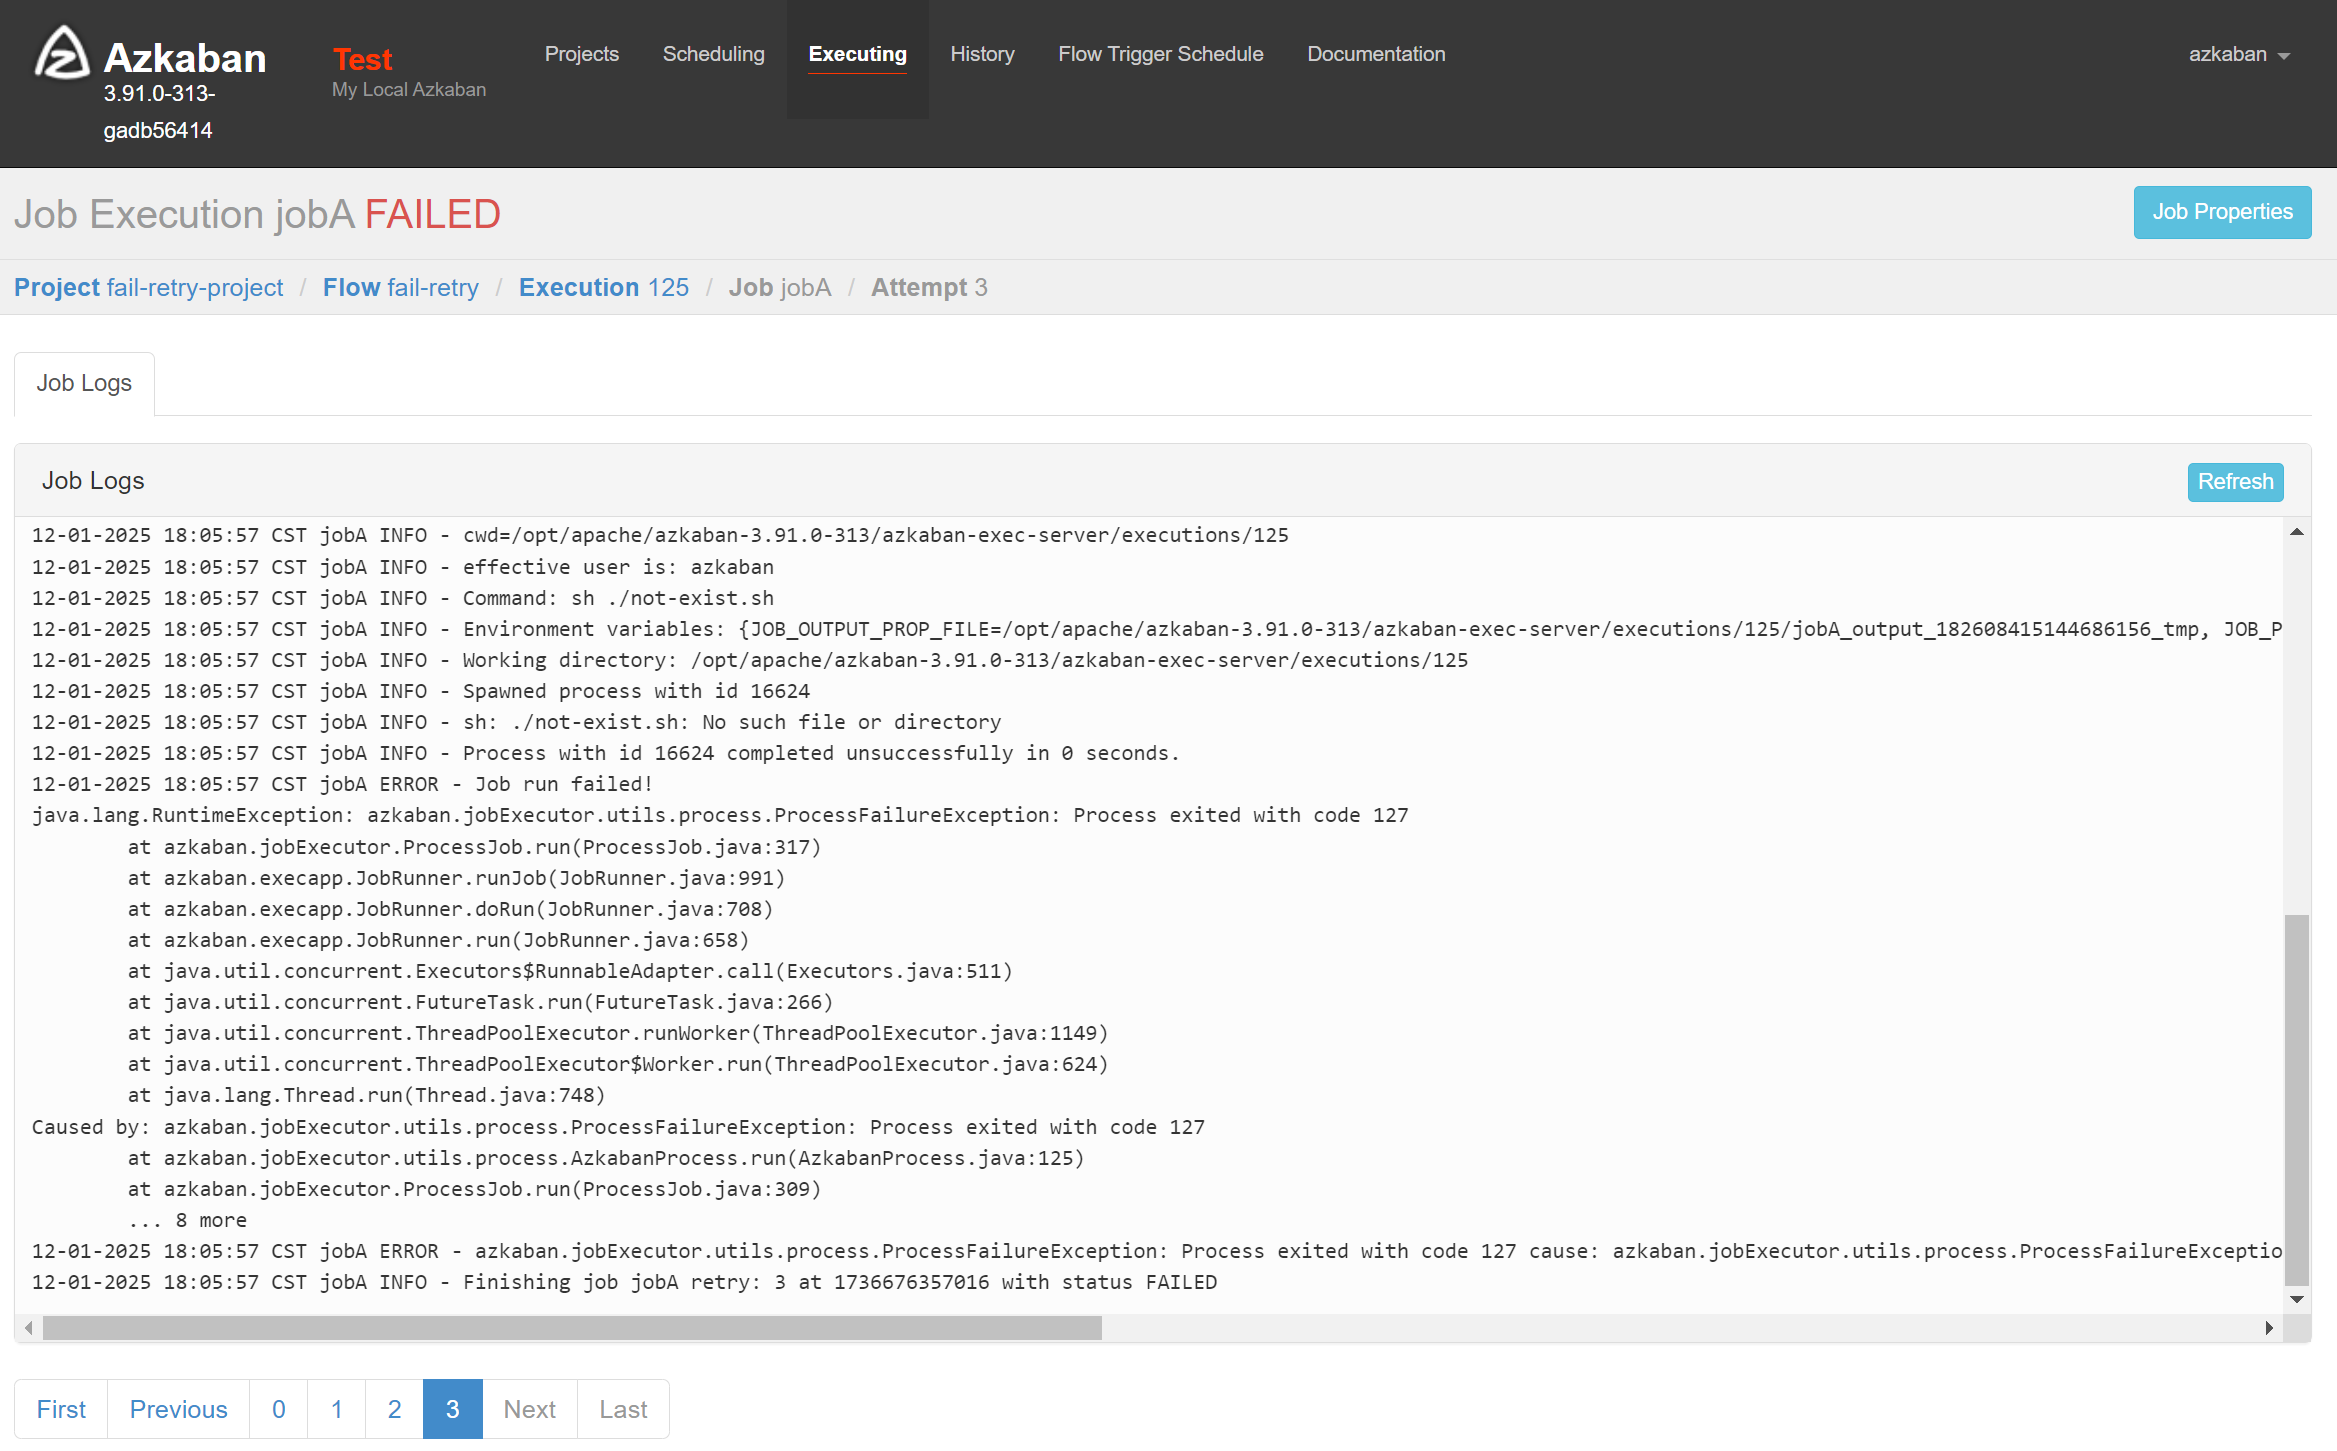 Azkaban
3.91.0-313-
gadb56414
Test
My Local Azkaban
Projects
Scheduling
Executing
History
Flow Trigger Schedule
Documentation
azkaban
Job Execution jobA FAILED
Job Properties
Project fail-retry-project / Flow fail-retry / Execution 125 / Job jobA / Attempt 3
Job Logs
Job Logs
Refresh
12-01-2025 18:05:57 CST jobA INFO - cwd=/opt/apache/azkaban-3.91.0-313/azkaban-exec-server/executions/125
12-01-2025 18:05:57 CST jobA INFO - effective user is: azkaban
12-01-2025 18:05:57 CST jobA INFO - Command: sh ./not-exist.sh
12-01-2025 18:05:57 CST jobA INFO - Environment variables: {JOB_OUTPUT_PROP_FILE=/opt/apache/azkaban-3.91.0-313/azkaban-exec-server/executions/125/jobA_output_182608415144686156_tmp, JOB_P
12-01-2025 18:05:57 CST jobA INFO - Working directory: /opt/apache/azkaban-3.91.0-313/azkaban-exec-server/executions/125
12-01-2025 18:05:57 CST jobA INFO - Spawned process with id 16624
12-01-2025 18:05:57 CST jobA INFO - sh: ./not-exist.sh: No such file or directory
12-01-2025 18:05:57 CST jobA INFO - Process with id 16624 completed unsuccessfully in 0 seconds.
12-01-2025 18:05:57 CST jobA ERROR - Job run failed!
java.lang.RuntimeException: azkaban.jobExecutor.utils.process.ProcessFailureException: Process exited with code 127
at azkaban.jobExecutor.ProcessJob.run(ProcessJob.java:317)
at azkaban.execapp.JobRunner.runJob(JobRunner.java:991)
at azkaban.execapp.JobRunner.doRun(JobRunner.java:708)
at azkaban.execapp.JobRunner.run(JobRunner.java:658)
at java.util.concurrent.Executors$RunnableAdapter.call(Executors.java:511)
at java.util.concurrent.FutureTask.run(FutureTask.java:266)
at java.util.concurrent.ThreadPoolExecutor.runWorker(ThreadPoolExecutor.java:1149)
at java.util.concurrent.ThreadPoolExecutor$Worker.run(ThreadPoolExecutor.java:624)
at java.lang.Thread.run(Thread.java:748)
Caused by: azkaban.jobExecutor.utils.process.ProcessFailureException: Process exited with code 127
at azkaban.jobExecutor.utils.process.AzkabanProcess.run(AzkabanProcess.java:125)
at azkaban.jobExecutor.ProcessJob.run(ProcessJob.java:309)
... 8 more
12-01-2025 18:05:57 CST jobA ERROR - azkaban.jobExecutor.utils.process.ProcessFailureException: Process exited with code 127 cause: azkaban.jobExecutor.utils.process.ProcessFailureExceptio
12-01-2025 18:05:57 CST jobA INFO - Finishing job jobA retry: 3 at 1736676357016 with status FAILED
First
Previous
0
1
2
3
Next
Last